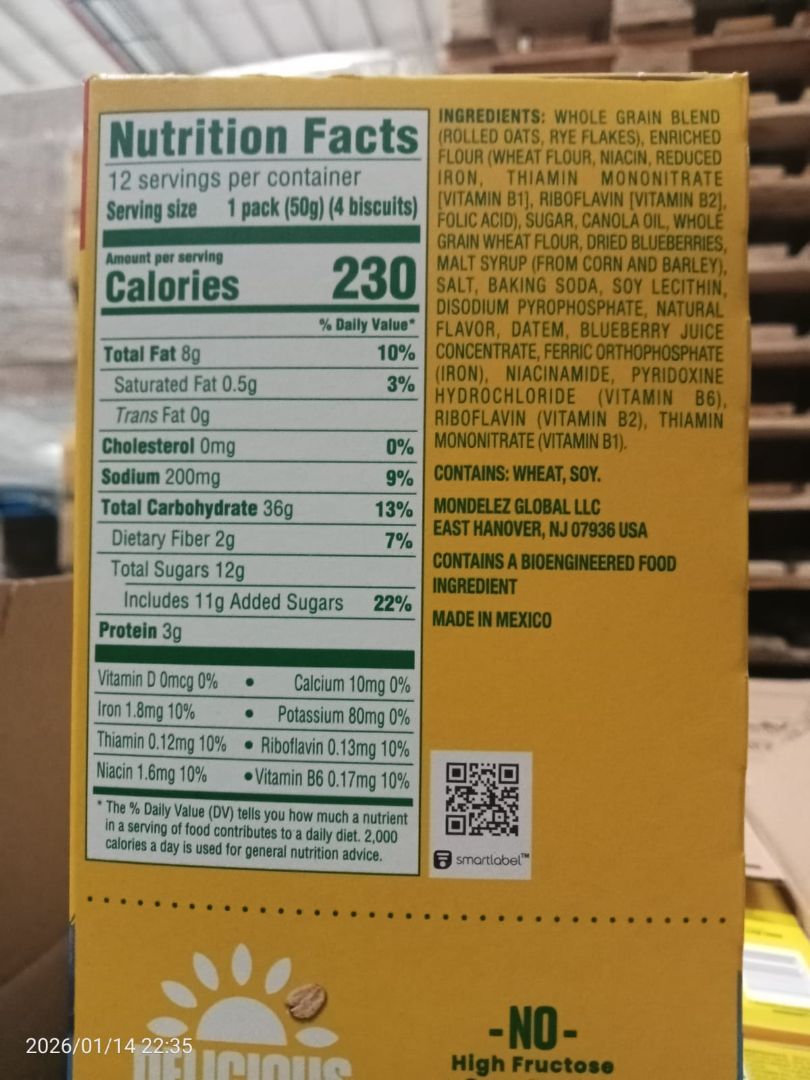 Nutrition Facts
12 servings per container
Serving size 1 pack (50g) (4 biscuits)
Amount per serving
Calories 230
% Daily Value*
Total Fat 8g 10%
Saturated Fat 0.5g 3%
Trans Fat 0g
Cholesterol 0mg 0%
Sodium 200mg 9%
Total Carbohydrate 36g 13%
Dietary Fiber 2g 7%
Total Sugars 12g
Includes 11g Added Sugars 22%
Protein 3g
Vitamin D 0mcg 0% • Calcium 10mg 0%
Iron 1.8mg 10% • Potassium 80mg 0%
Thiamin 0.12mg 10% • Riboflavin 0.13mg 10%
Niacin 1.6mg 10% • Vitamin B6 0.17mg 10%
* The % Daily Value (DV) tells you how much a nutrient
in a serving of food contributes to a daily diet. 2,000
calories a day is used for general nutrition advice.
INGREDIENTS: WHOLE GRAIN BLEND
(ROLLED OATS, RYE FLAKES), ENRICHED
FLOUR (WHEAT FLOUR, NIACIN, REDUCED
IRON, THIAMIN MONONITRATE
[VITAMIN B1], RIBOFLAVIN [VITAMIN B2],
FOLIC ACID), SUGAR, CANOLA OIL, WHOLE
GRAIN WHEAT FLOUR, DRIED BLUEBERRIES,
MALT SYRUP (FROM CORN AND BARLEY),
SALT, BAKING SODA, SOY LECITHIN,
DISODIUM PYROPHOSPHATE, NATURAL
FLAVOR, DATEM, BLUEBERRY JUICE
CONCENTRATE, FERRIC ORTHOPHOSPHATE
(IRON), NIACINAMIDE, PYRIDOXINE
HYDROCHLORIDE (VITAMIN B6),
RIBOFLAVIN (VITAMIN B2), THIAMIN
MONONITRATE (VITAMIN B1).
CONTAINS: WHEAT, SOY.
MONDELEZ GLOBAL LLC
EAST HANOVER, NJ 07936 USA
CONTAINS A BIOENGINEERED FOOD
INGREDIENT
MADE IN MEXICO
smartlabel™
DELICIOUS
-NO-
High Fructose
2026/01/14 22:35